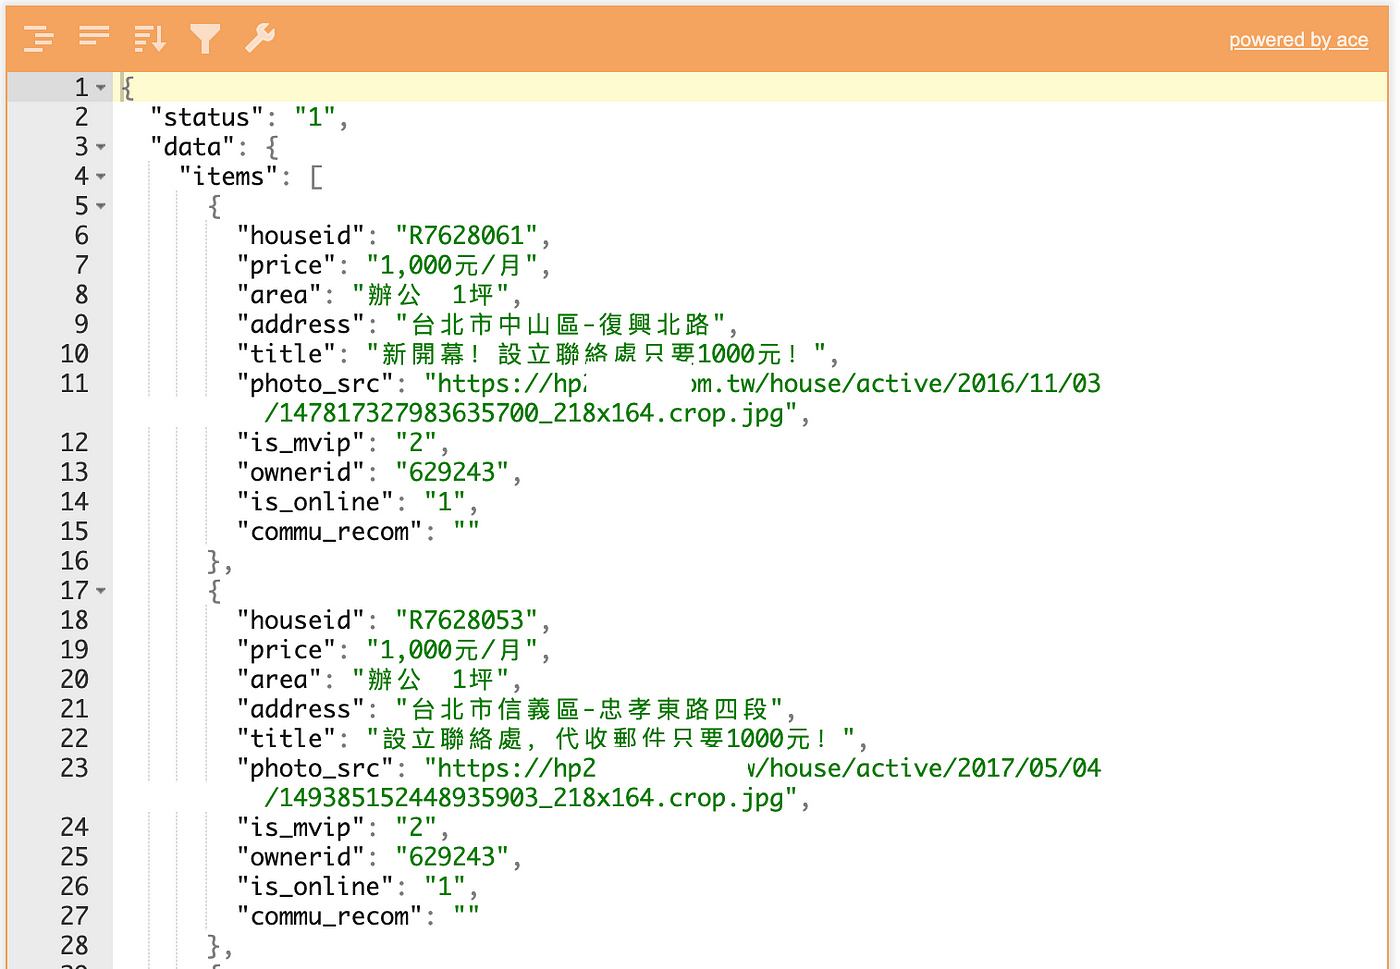 powered by ace
1 {
2 "status": "1",
3 "data": {
4 "items": [
5 {
6 "houseid": "R7628061",
7 "price": "1,000元/月",
8 "area": "辦公  1坪",
9 "address": "台北市中山區-復興北路",
10 "title": "新開幕! 設立聯絡處只要1000元! ",
11 "photo_src": "https://hp m.tw/house/active/2016/11/03
/147817327983635700_218x164.crop.jpg",
12 "is_mvip": "2",
13 "ownerid": "629243",
14 "is_online": "1",
15 "commu_recom": ""
16 },
17 {
18 "houseid": "R7628053",
19 "price": "1,000元/月",
20 "area": "辦公  1坪",
21 "address": "台北市信義區-忠孝東路四段",
22 "title": "設立聯絡處, 代收郵件只要1000元! ",
23 "photo_src": "https://hp2 /house/active/2017/05/04
/149385152448935903_218x164.crop.jpg",
24 "is_mvip": "2",
25 "ownerid": "629243",
26 "is_online": "1",
27 "commu_recom": ""
28 },